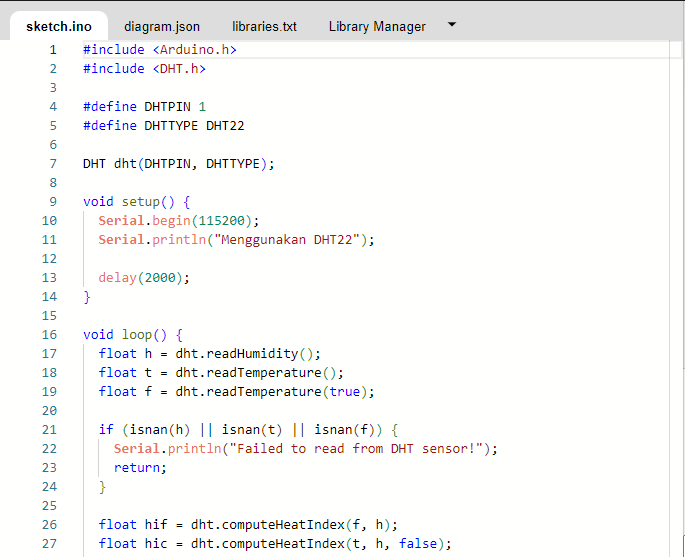 sketch.ino diagram.json libraries.txt Library Manager
1 #include <Arduino.h>
2 #include <DHT.h>
3
4 #define DHTPIN 1
5 #define DHTTYPE DHT22
6
7 DHT dht(DHTPIN, DHTTYPE);
8
9 void setup() {
10 Serial.begin(115200);
11 Serial.println("Menggunakan DHT22");
12
13 delay(2000);
14 }
15
16 void loop() {
17 float h = dht.readHumidity();
18 float t = dht.readTemperature();
19 float f = dht.readTemperature(true);
20
21 if (isnan(h) || isnan(t) || isnan(f)) {
22 Serial.println("Failed to read from DHT sensor!");
23 return;
24 }
25
26 float hif = dht.computeHeatIndex(f, h);
27 float hic = dht.computeHeatIndex(t, h, false);